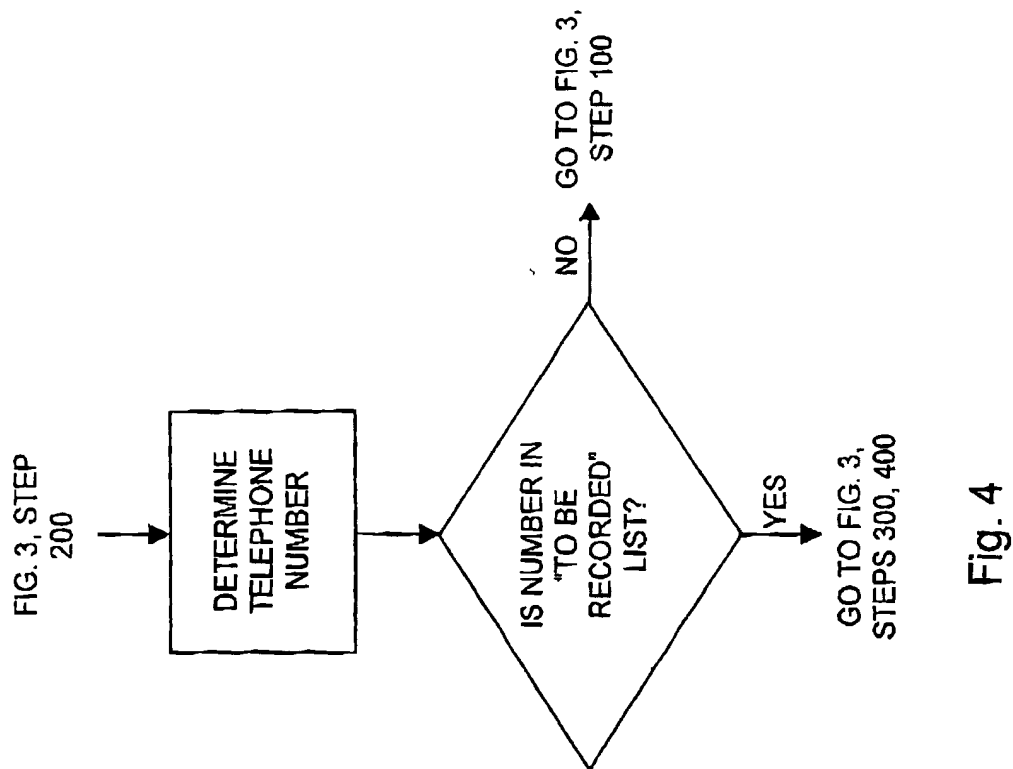 FIG. 3, STEP
200
DETERMINE
TELEPHONE
NUMBER
IS NUMBER IN
"TO BE
RECORDED"
LIST?
NO
GO TO FIG. 3,
STEP 100
YES
GO TO FIG. 3,
STEPS 300, 400
Fig. 4